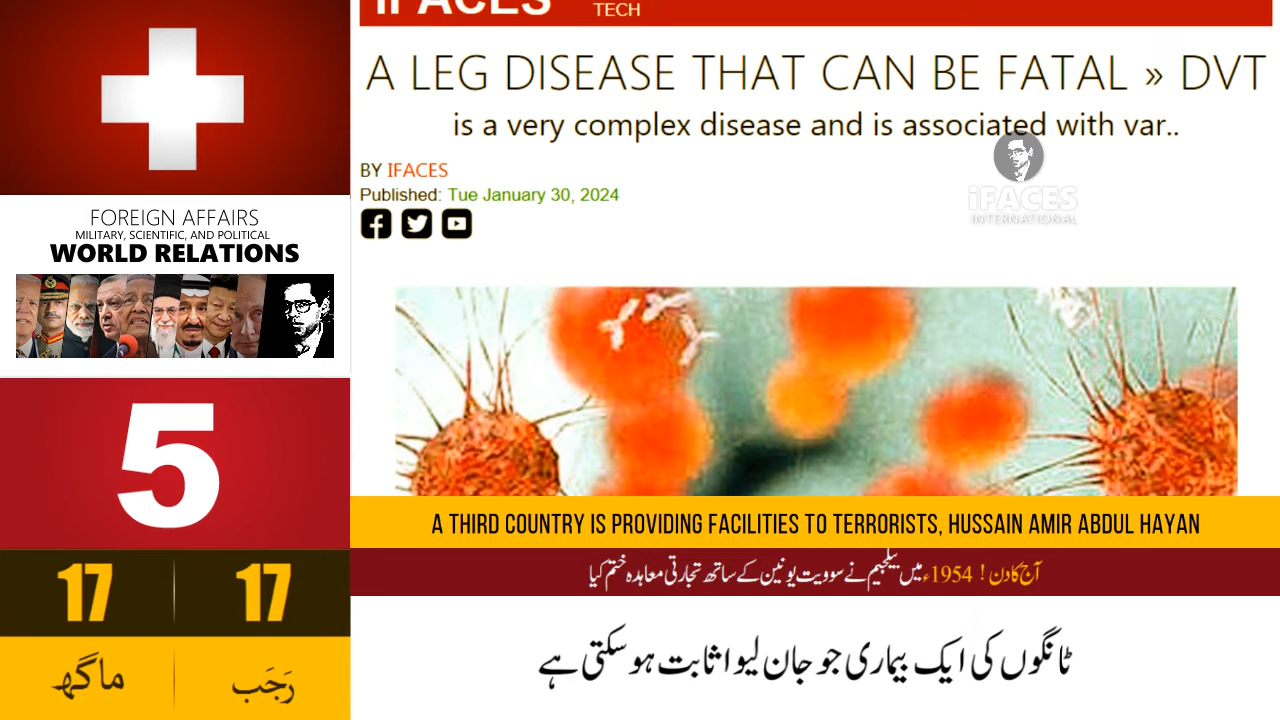 iFACES
TECH
A LEG DISEASE THAT CAN BE FATAL » DVT
is a very complex disease and is associated with var..
BY IFACES
Published: Tue January 30, 2024
iFACES
INTERNATIONAL
FOREIGN AFFAIRS
MILITARY, SCIENTIFIC, AND POLITICAL
WORLD RELATIONS
5
17
17
ماگھ
رَجَب
A THIRD COUNTRY IS PROVIDING FACILITIES TO TERRORISTS, HUSSAIN AMIR ABDUL HAYAN
آج کا دن ! 1954ء میں بیلجیم نے سوویت یونین کے ساتھ تجارتی معاہدہ ختم کیا
ٹانگوں کی ایک بیماری جو جان لیوا ثابت ہو سکتی ہے